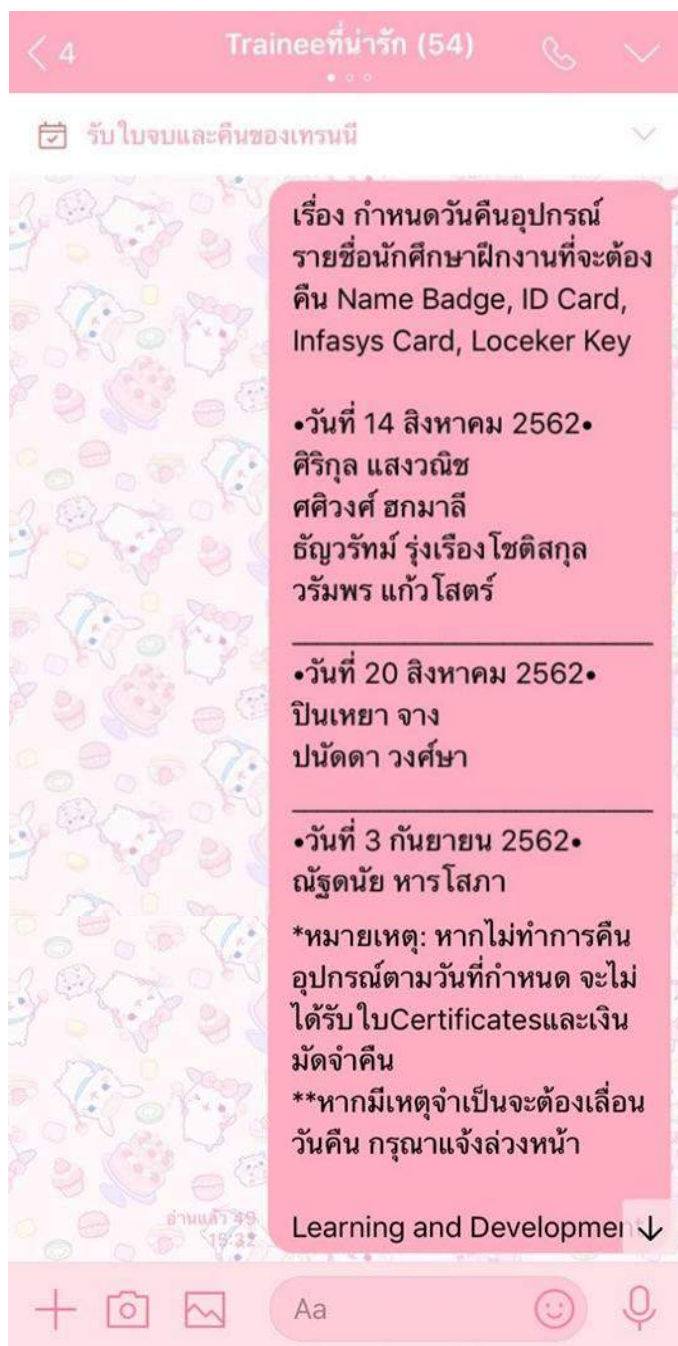 4
Traineeที่น่ารัก (54)
รับใบจบและคืนของเทรนนี
เรื่อง กำหนดวันคืนอุปกรณ์
รายชื่อนักศึกษาฝึกงานที่จะต้อง
คืน Name Badge, ID Card,
Infasys Card, Loceker Key
•วันที่ 14 สิงหาคม 2562•
ศิริกุล แสงวณิช
ศศิวงศ์ ฮกมาลี
ธัญวรัทม์ รุ่งเรืองโชติสกุล
วรัมพร แก้วโสตร์
•วันที่ 20 สิงหาคม 2562•
ปินเหยา จาง
ปนัดดา วงศ์ษา
•วันที่ 3 กันยายน 2562•
ณัฐดนัย หารโสภา
*หมายเหตุ: หากไม่ทำการคืน
อุปกรณ์ตามวันที่กำหนด จะไม่
ได้รับใบCertificatesและเงิน
มัดจำคืน
**หากมีเหตุจำเป็นจะต้องเลื่อน
วันคืน กรุณาแจ้งล่วงหน้า
อ่านแล้ว 49
15:32
Learning and Development
Aa